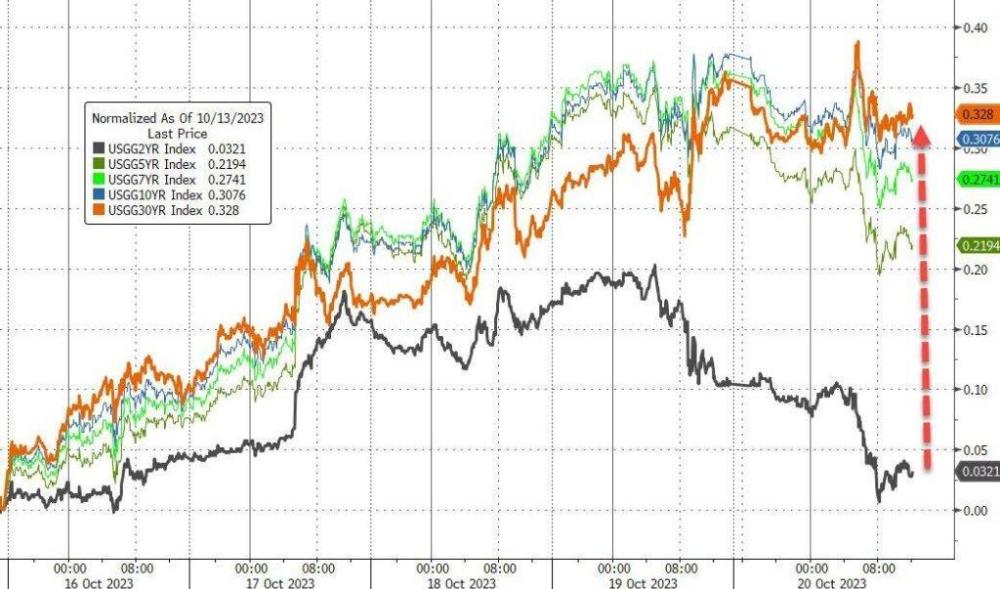 Normalized As Of 10/13/2023
Last Price
USGG2YR Index 0.0321
USGG5YR Index 0.2194
USGG7YR Index 0.2741
USGG10YR Index 0.3076
USGG30YR Index 0.328
0.40
0.35
0.328
0.3076
0.30
0.2741
0.25
0.2194
0.20
0.15
0.10
0.05
0.0321
0.00
00:00 08:00 00:00 08:00 00:00 08:00 00:00 08:00 00:00 08:00
16 Oct 2023 17 Oct 2023 18 Oct 2023 19 Oct 2023 20 Oct 2023